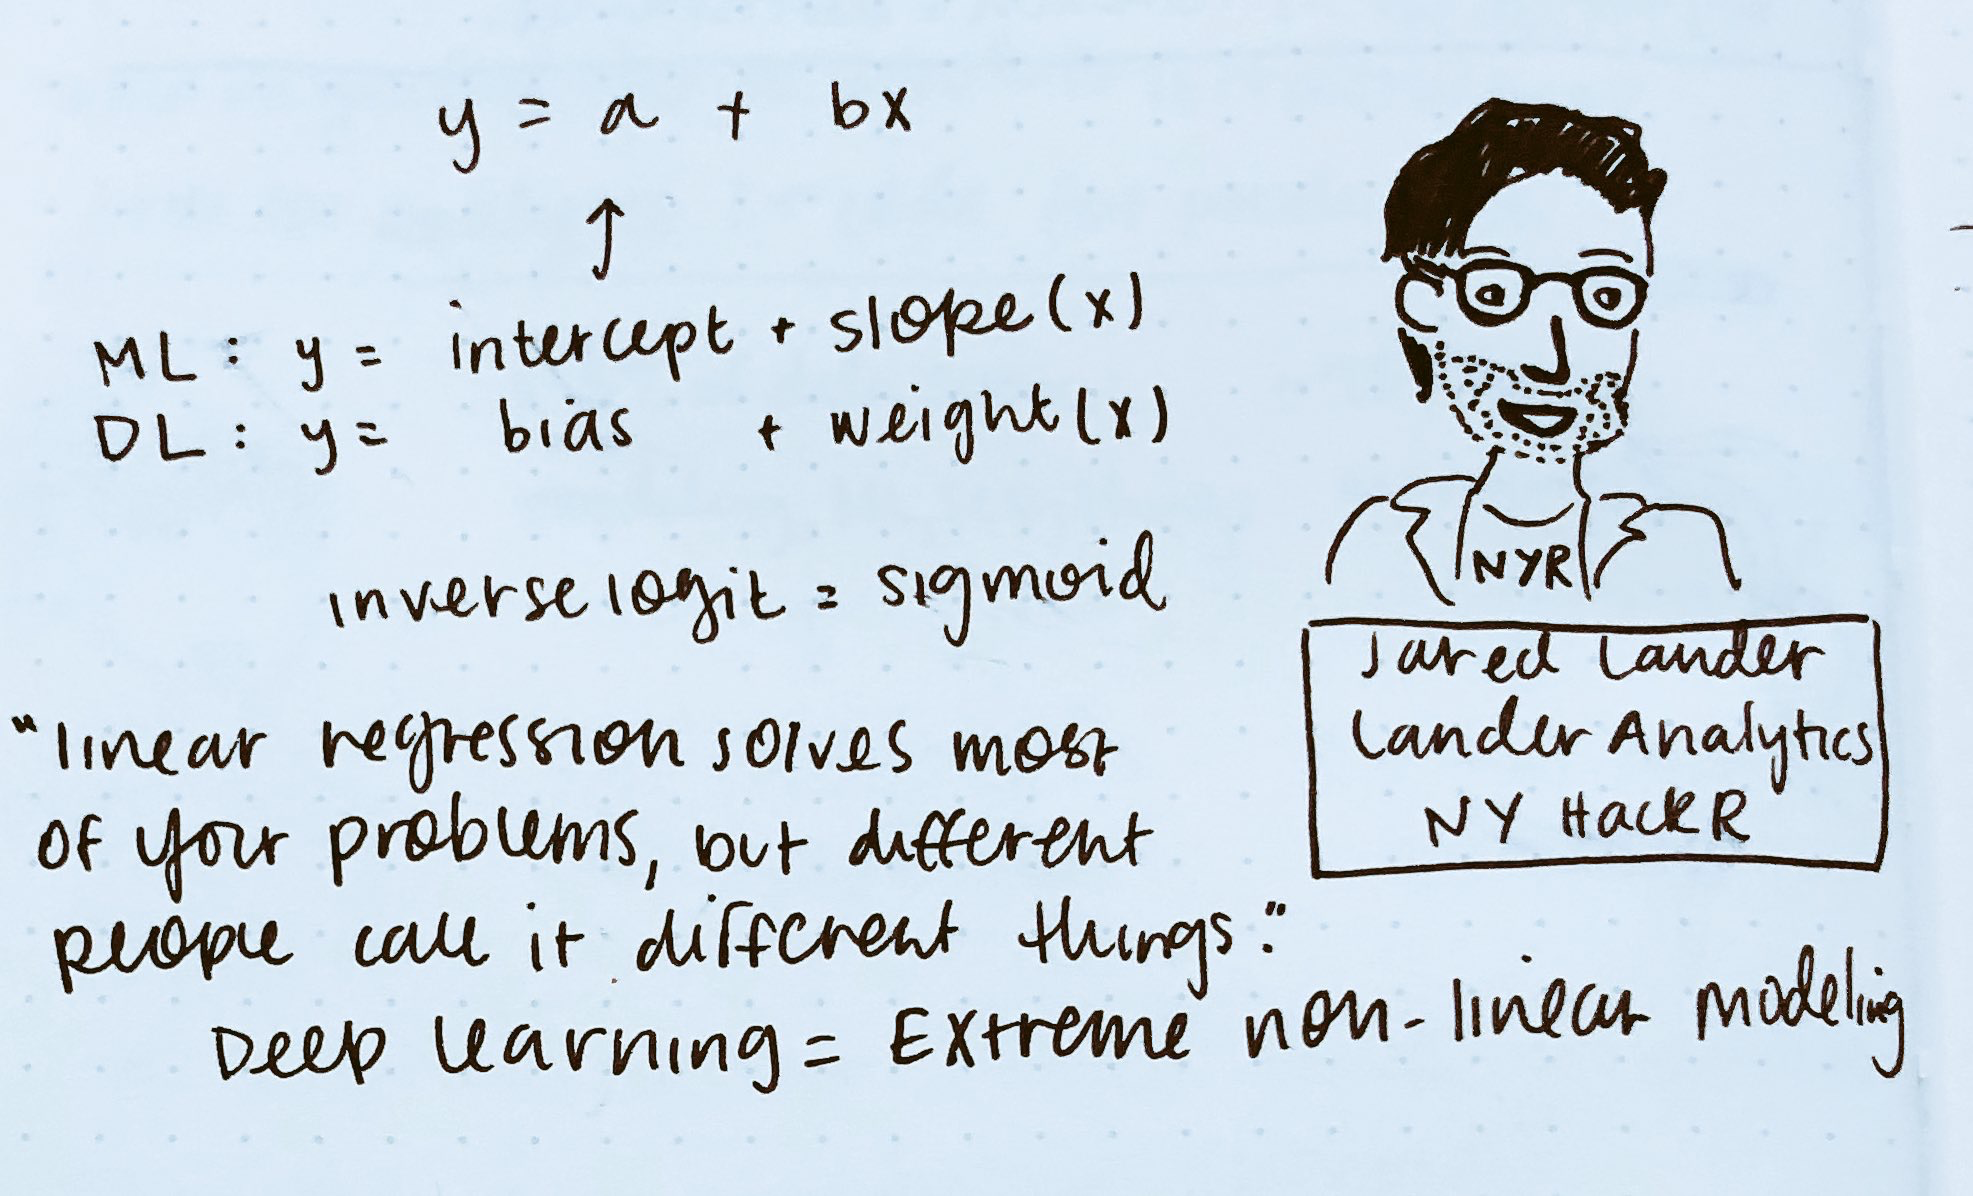 y = a + bx
↑
ML: y = intercept + slope(x)
DL: y = bias + weight(x)
inverse logit = sigmoid
"linear regression solves most
of your problems, but different
people call it different things."
Deep learning = Extreme non-linear modeling
NYR
Jared Lander
Lander Analytics
NY HackR